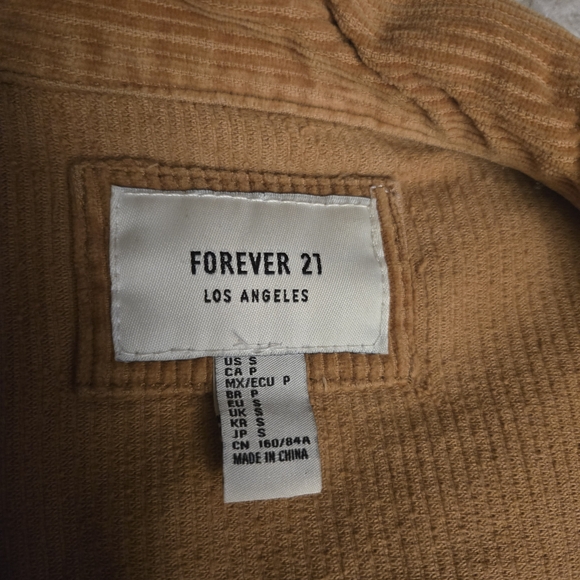 FOREVER 21
LOS ANGELES
US S
CA P
MX/ECU P
BR P
EU S
UK S
KR S
JP S
CN 160/84A
MADE IN CHINA